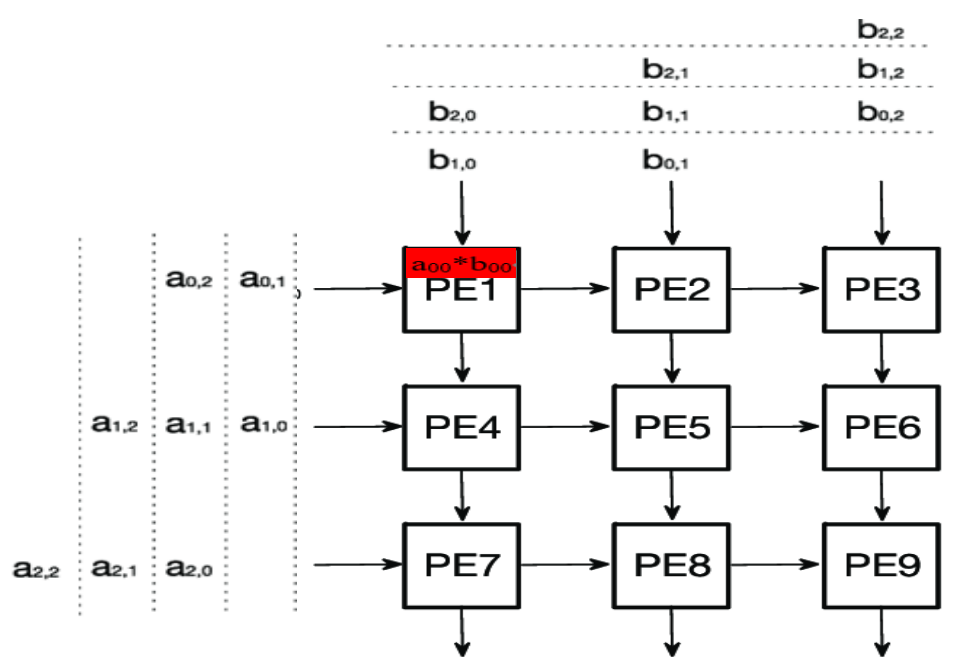 b2,2
b2,1 b1,2
b2,0 b1,1 b0,2
b1,0 b0,1
a00*b00
a0,2 a0,1 PE1 PE2 PE3
a1,2 a1,1 a1,0 PE4 PE5 PE6
a2,2 a2,1 a2,0 PE7 PE8 PE9